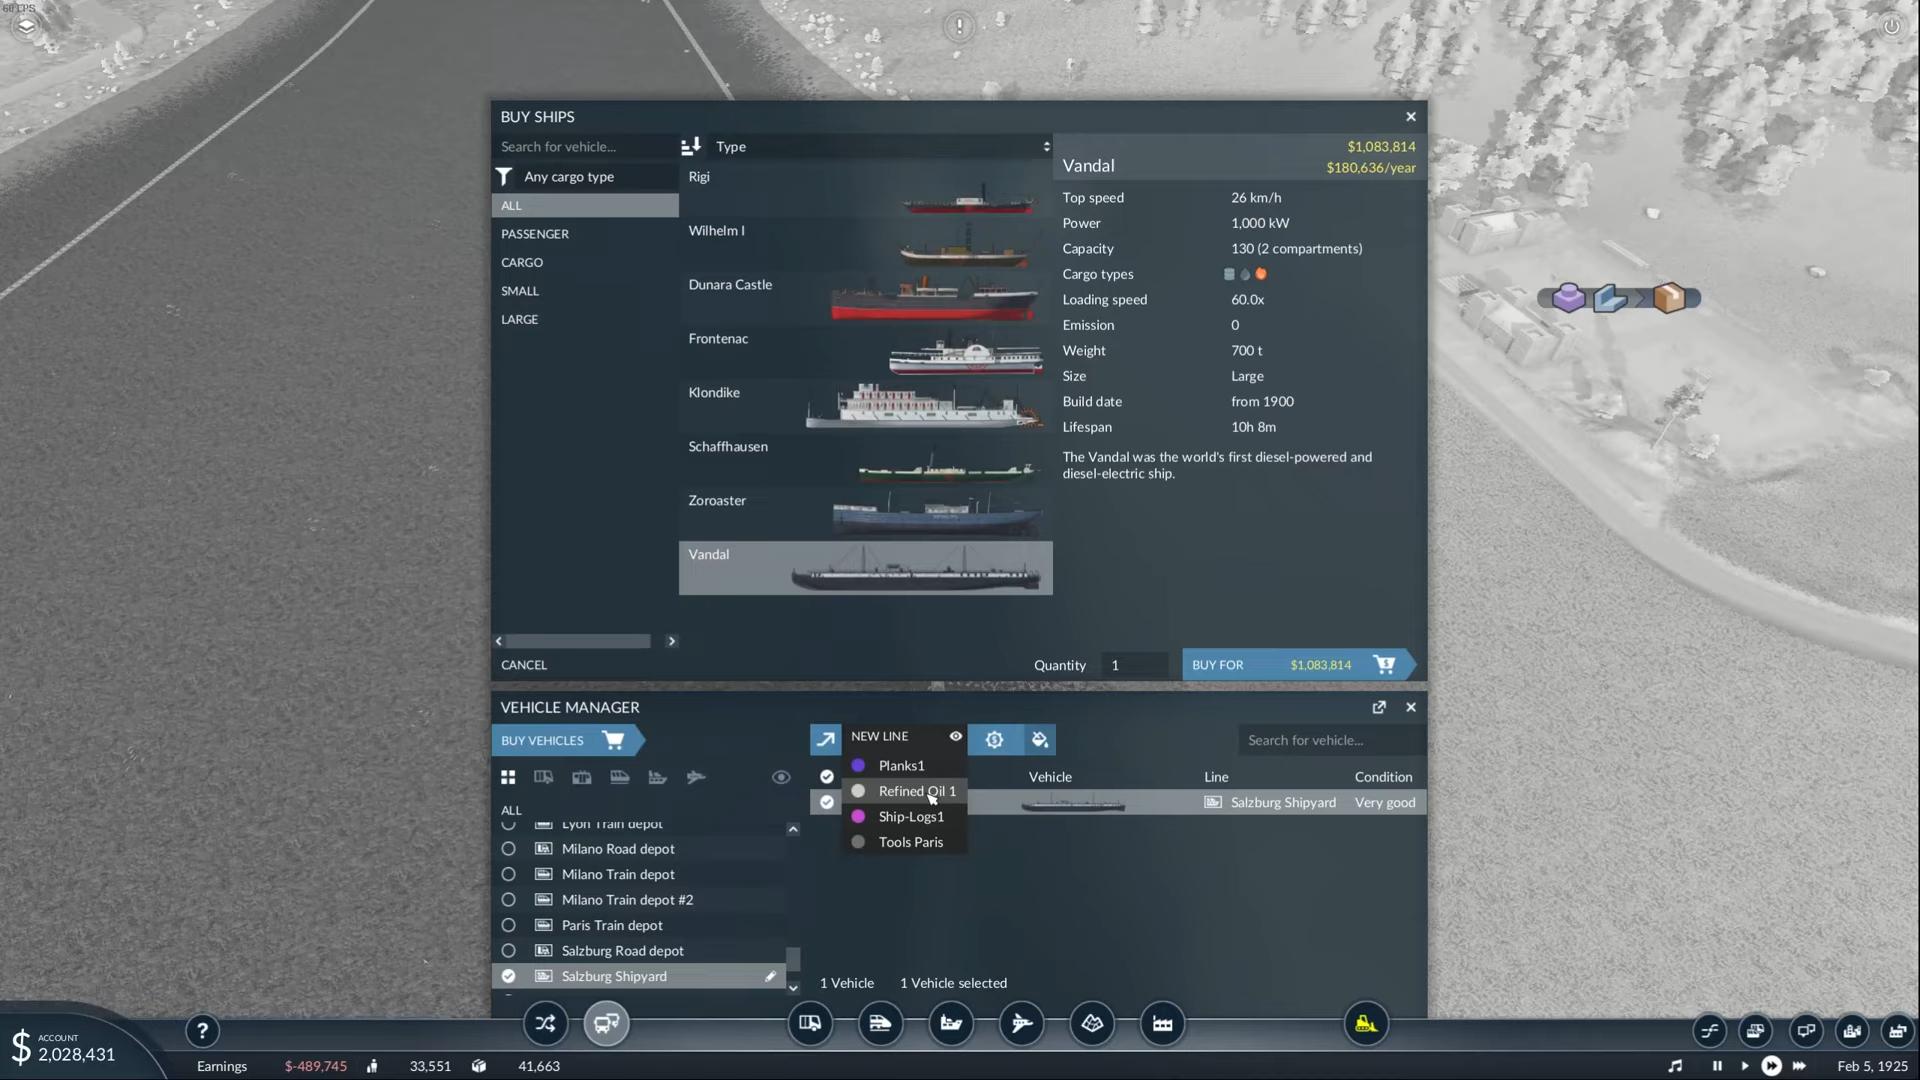 60 FPS
BUY SHIPS
Search for vehicle...
Type
Any cargo type
ALL
PASSENGER
CARGO
SMALL
LARGE
Rigi
Wilhelm I
Dunara Castle
Frontenac
Klondike
Schaffhausen
Zoroaster
Vandal
Vandal
$1,083,814
$180,636/year
Top speed 26 km/h
Power 1,000 kW
Capacity 130 (2 compartments)
Cargo types
Loading speed 60.0x
Emission 0
Weight 700 t
Size Large
Build date from 1900
Lifespan 10h 8m
The Vandal was the world's first diesel-powered and
diesel-electric ship.
CANCEL
Quantity 1
BUY FOR $1,083,814
VEHICLE MANAGER
BUY VEHICLES
NEW LINE
Planks1
Refined Oil 1
Ship-Logs1
Tools Paris
Search for vehicle...
Vehicle Line Condition
Salzburg Shipyard Very good
ALL
Lyon Train depot
Milano Road depot
Milano Train depot
Milano Train depot #2
Paris Train depot
Salzburg Road depot
Salzburg Shipyard
1 Vehicle 1 Vehicle selected
$ ACCOUNT
2,028,431
?
Earnings $-489,745 33,551 41,663
Feb 5, 1925